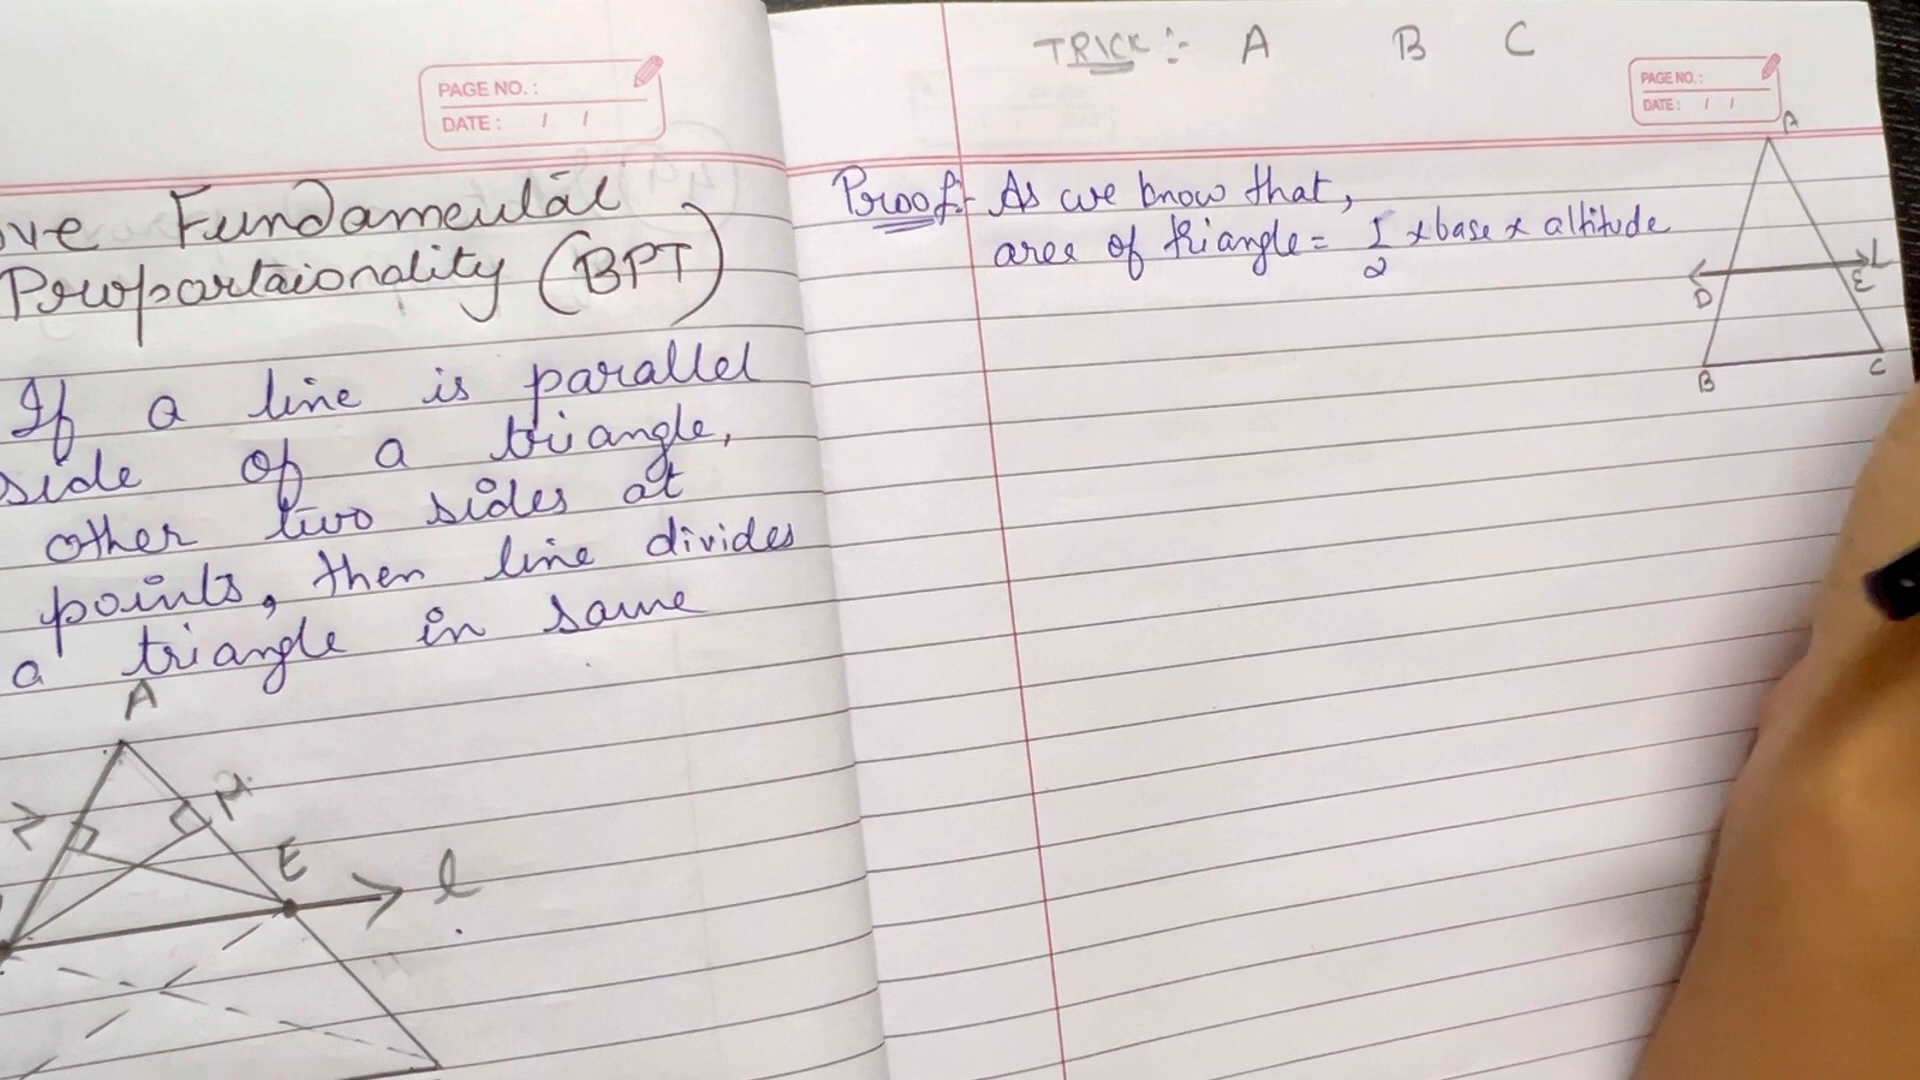 PAGE NO. :
DATE : / /
ve Fundamental
Proportaionality (BPT)
If a line is parallel
side of a triangle,
other two sides at
points, then line divides
a triangle in same
A
E
l
TRICK :- A B C
PAGE NO. :
DATE : / /
Proof:- As we know that,
area of triangle = 1/2 x base x altitude
A
L
D
E
B
C